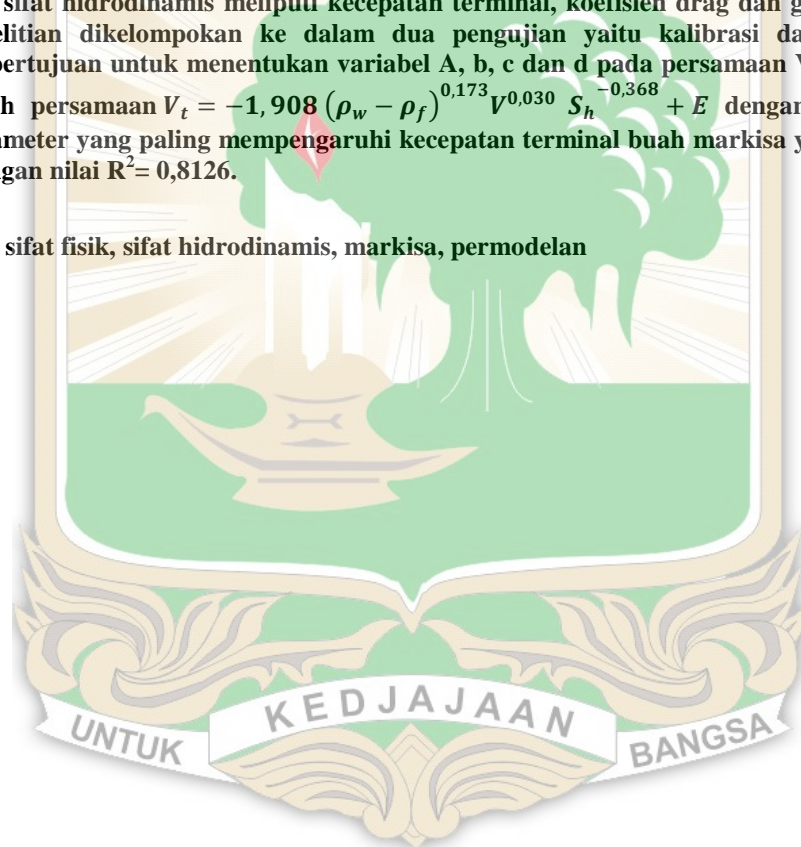 sifat hidrodinamis meliputi kecepatan terminal, koefisien drag dan g
elitian dikelompokan ke dalam dua pengujian yaitu kalibrasi da
pertujuan untuk menentukan variabel A, b, c dan d pada persamaan V
h persamaan V_t = −1,908 (ρ_w − ρ_f)^{0,173} V^{0,030} S_h^{−0,368} + E dengan
ameter yang paling mempengaruhi kecepatan terminal buah markisa y
gan nilai R²= 0,8126.
sifat fisik, sifat hidrodinamis, markisa, permodelan
UNTUK KEDJAJAAN BANGSA